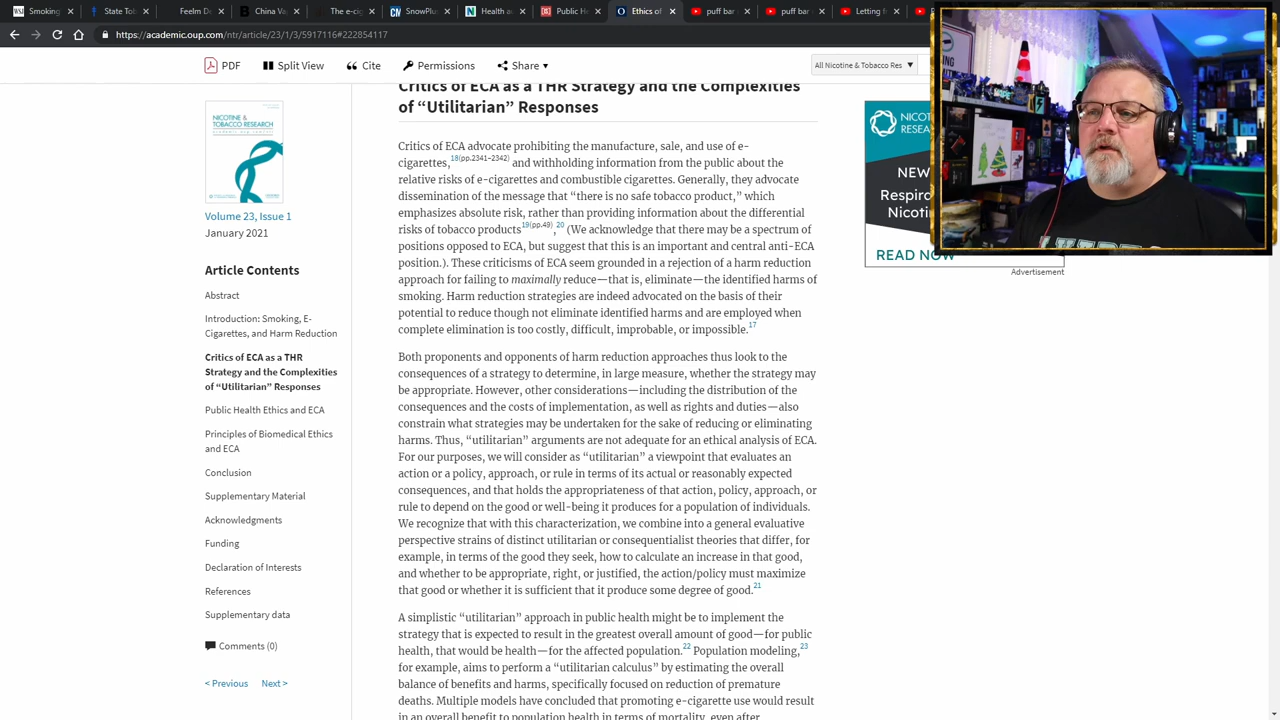 Smoking
State To
Farm D
China V
CN
N Health
Ethics of
puff ba
Letting
https://academic.oup.com
/article/23/1/3/5917116#222854117
PDF
Split View
Cite
Permissions
Share ▾
All Nicotine & Tobacco Res ▾
NICOTINE &
TOBACCO RESEARCH
Volume 23, Issue 1
January 2021
Article Contents
Abstract
Introduction: Smoking, E-
Cigarettes, and Harm Reduction
Critics of ECA as a THR
Strategy and the Complexities
of “Utilitarian” Responses
Public Health Ethics and ECA
Principles of Biomedical Ethics
and ECA
Conclusion
Supplementary Material
Acknowledgments
Funding
Declaration of Interests
References
Supplementary data
Comments (0)
< Previous Next >
Critics of ECA as a THR Strategy and the Complexities
of “Utilitarian” Responses
Critics of ECA advocate prohibiting the manufacture, sale, and use of e-
cigarettes,18(pp.2341–2342) and withholding information from the public about the
relative risks of e-cigarettes and combustible cigarettes. Generally, they advocate
dissemination of the message that “there is no safe tobacco product,” which
emphasizes absolute risk, rather than providing information about the differential
risks of tobacco products19(pp.49),20 (We acknowledge that there may be a spectrum of
positions opposed to ECA, but suggest that this is an important and central anti-ECA
position.). These criticisms of ECA seem grounded in a rejection of a harm reduction
approach for failing to maximally reduce—that is, eliminate—the identified harms of
smoking. Harm reduction strategies are indeed advocated on the basis of their
potential to reduce though not eliminate identified harms and are employed when
complete elimination is too costly, difficult, improbable, or impossible.17
Both proponents and opponents of harm reduction approaches thus look to the
consequences of a strategy to determine, in large measure, whether the strategy may
be appropriate. However, other considerations—including the distribution of the
consequences and the costs of implementation, as well as rights and duties—also
constrain what strategies may be undertaken for the sake of reducing or eliminating
harms. Thus, “utilitarian” arguments are not adequate for an ethical analysis of ECA.
For our purposes, we will consider as “utilitarian” a viewpoint that evaluates an
action or a policy, approach, or rule in terms of its actual or reasonably expected
consequences, and that holds the appropriateness of that action, policy, approach, or
rule to depend on the good or well-being it produces for a population of individuals.
We recognize that with this characterization, we combine into a general evaluative
perspective strains of distinct utilitarian or consequentialist theories that differ, for
example, in terms of the good they seek, how to calculate an increase in that good,
and whether to be appropriate, right, or justified, the action/policy must maximize
that good or whether it is sufficient that it produce some degree of good.21
A simplistic “utilitarian” approach in public health might be to implement the
strategy that is expected to result in the greatest overall amount of good—for public
health, that would be health—for the affected population.22 Population modeling,23
for example, aims to perform a “utilitarian calculus” by estimating the overall
balance of benefits and harms, specifically focused on reduction of premature
deaths. Multiple models have concluded that promoting e-cigarette use would result
in an overall benefit to population health in terms of mortality, even after
NICOT
RESEA
NEW
Respiro
Nicoti
READ NOW
Advertisement